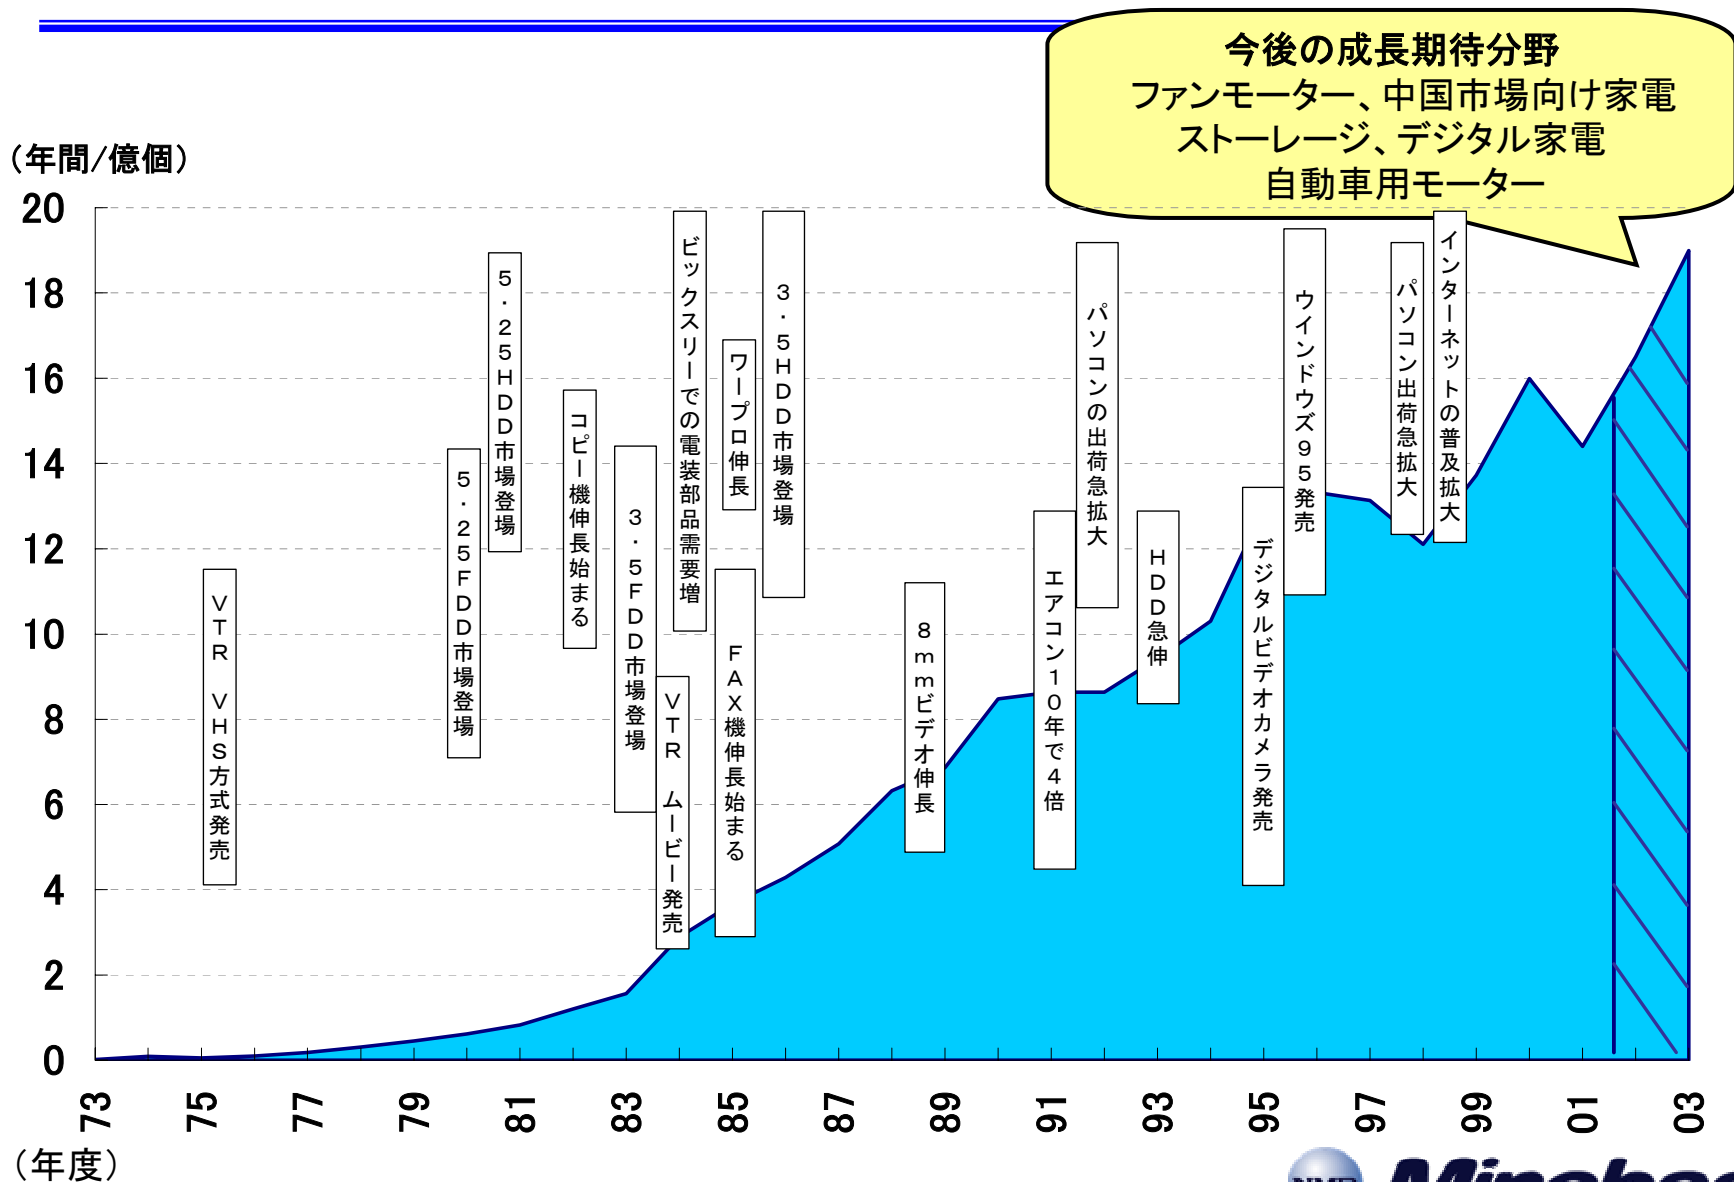 今後の成長期待分野
ファンモーター、中国市場向け家電
ストーレージ、デジタル家電
自動車用モーター
（年間/億個）
20
18
16
14
12
10
8
6
4
2
0
VTR VHS方式発売
5.25FDD市場登場
5.25HDD市場登場
コピー機伸長始まる
3.5FDD市場登場
VTR ムービー発売
ビックスリーでの電装部品需要増
ワープロ伸長
FAX機伸長始まる
3.5HDD市場登場
8mmビデオ伸長
エアコン10年で4倍
パソコンの出荷急拡大
HDD急伸
デジタルビデオカメラ発売
ウインドウズ95発売
パソコン出荷急拡大
インターネットの普及拡大
73
75
77
79
81
83
85
87
89
91
93
95
97
99
01
03
（年度）